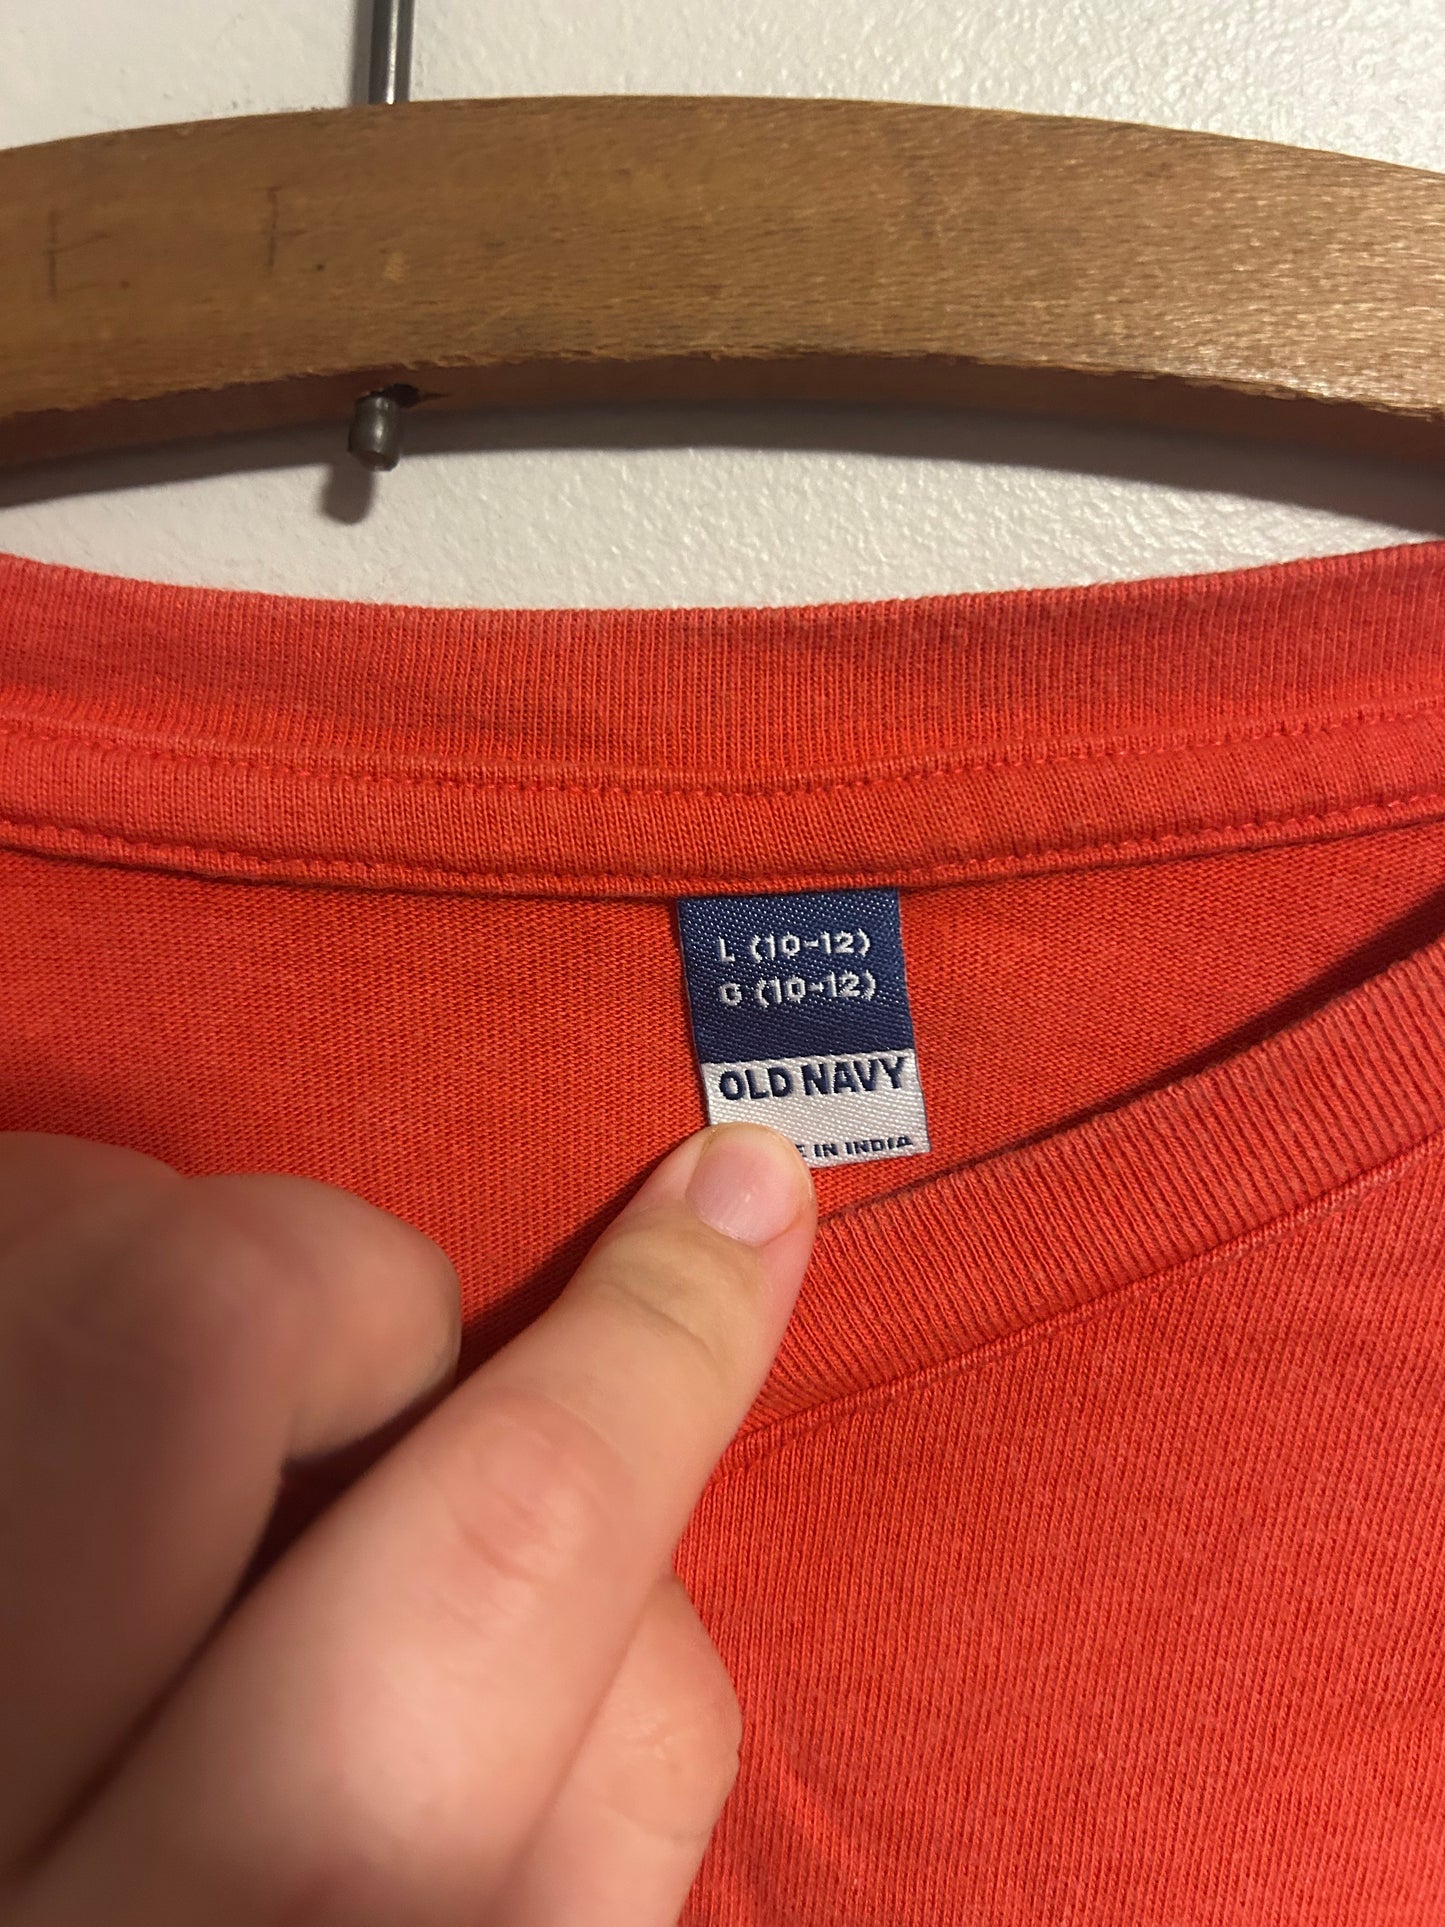 L (10-12)
G (10-12)
OLD NAVY
IN INDIA